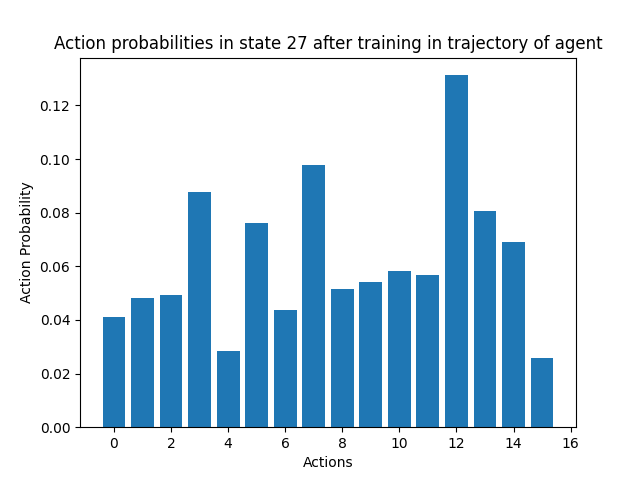 Action probabilities in state 27 after training in trajectory of agent
0.12
0.10
0.08
0.06
0.04
0.02
0.00
Action Probability
0 2 4 6 8 10 12 14 16
Actions